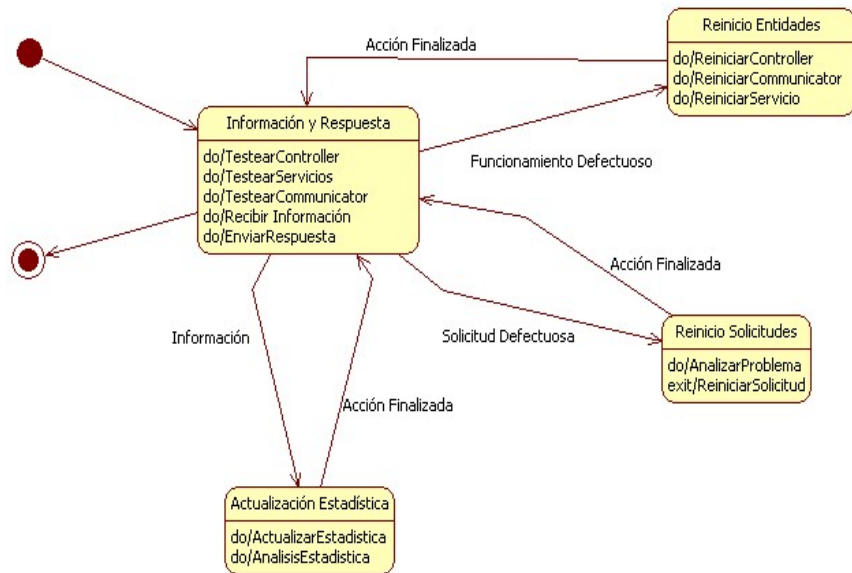 Reinicio Entidades
do/ReiniciarController
do/ReiniciarCommunicator
do/ReiniciarServicio
Acción Finalizada
Información y Respuesta
do/TestearController
do/TestearServicios
do/TestearCommunicator
do/Recibir Información
do/EnviarRespuesta
Funcionamiento Defectuoso
Acción Finalizada
Información
Solicitud Defectuosa
Reinicio Solicitudes
do/AnalizarProblema
exit/ReiniciarSolicitud
Acción Finalizada
Actualización Estadística
do/ActualizarEstadistica
do/AnalisisEstadistica